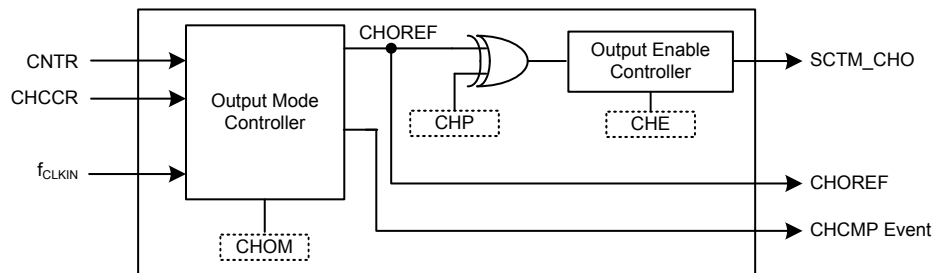 CNTR
CHCCR
fCLKIN
Output Mode
Controller
CHOM
CHOREF
CHP
Output Enable
Controller
CHE
SCTM_CHO
CHOREF
CHCMP Event